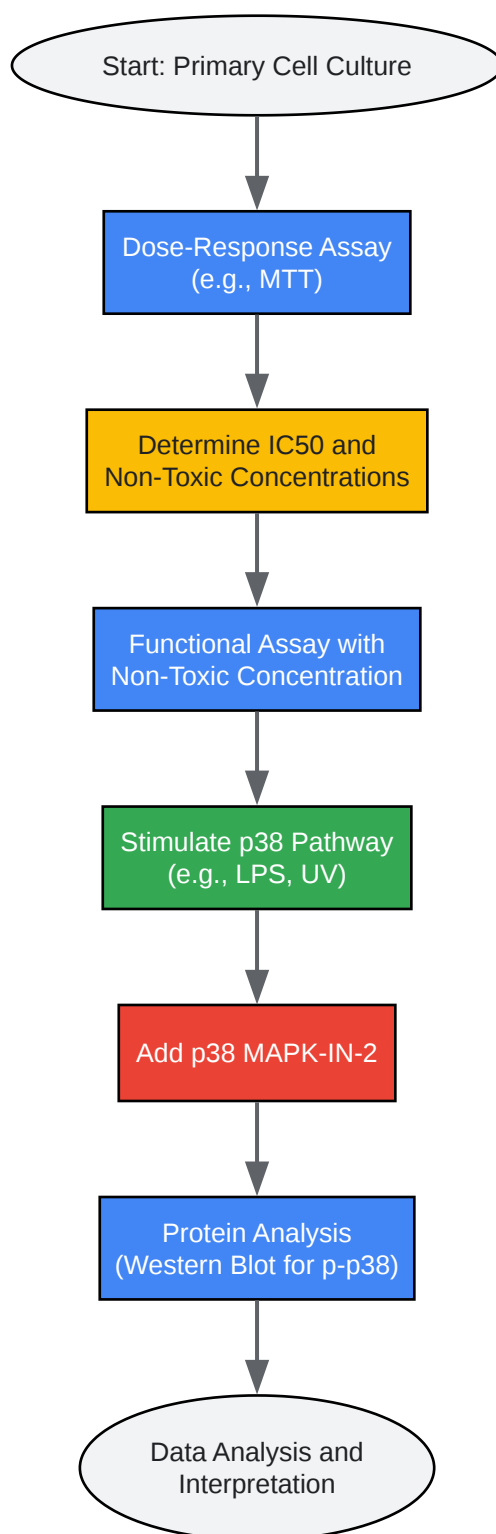 Start: Primary Cell Culture
Dose-Response Assay
(e.g., MTT)
Determine IC50 and
Non-Toxic Concentrations
Functional Assay with
Non-Toxic Concentration
Stimulate p38 Pathway
(e.g., LPS, UV)
Add p38 MAPK-IN-2
Protein Analysis
(Western Blot for p-p38)
Data Analysis and
Interpretation